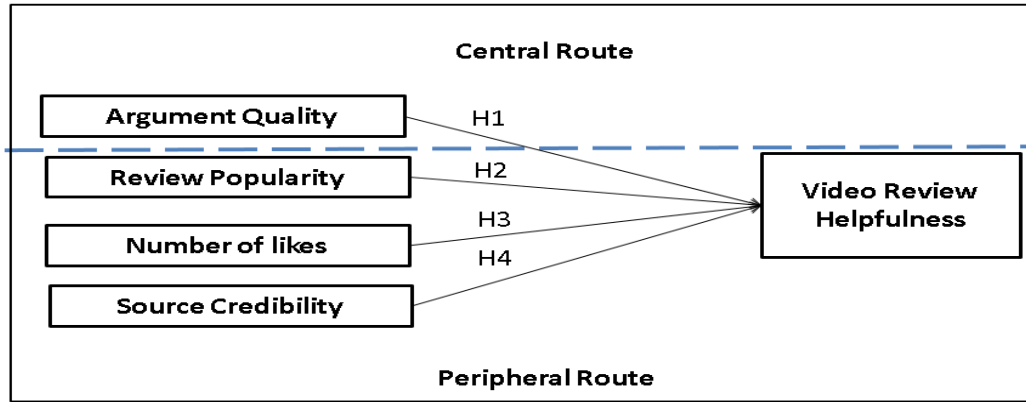 Central Route
Argument Quality
H1
Review Popularity
H2
Video Review
Helpfulness
Number of likes
H3
H4
Source Credibility
Peripheral Route